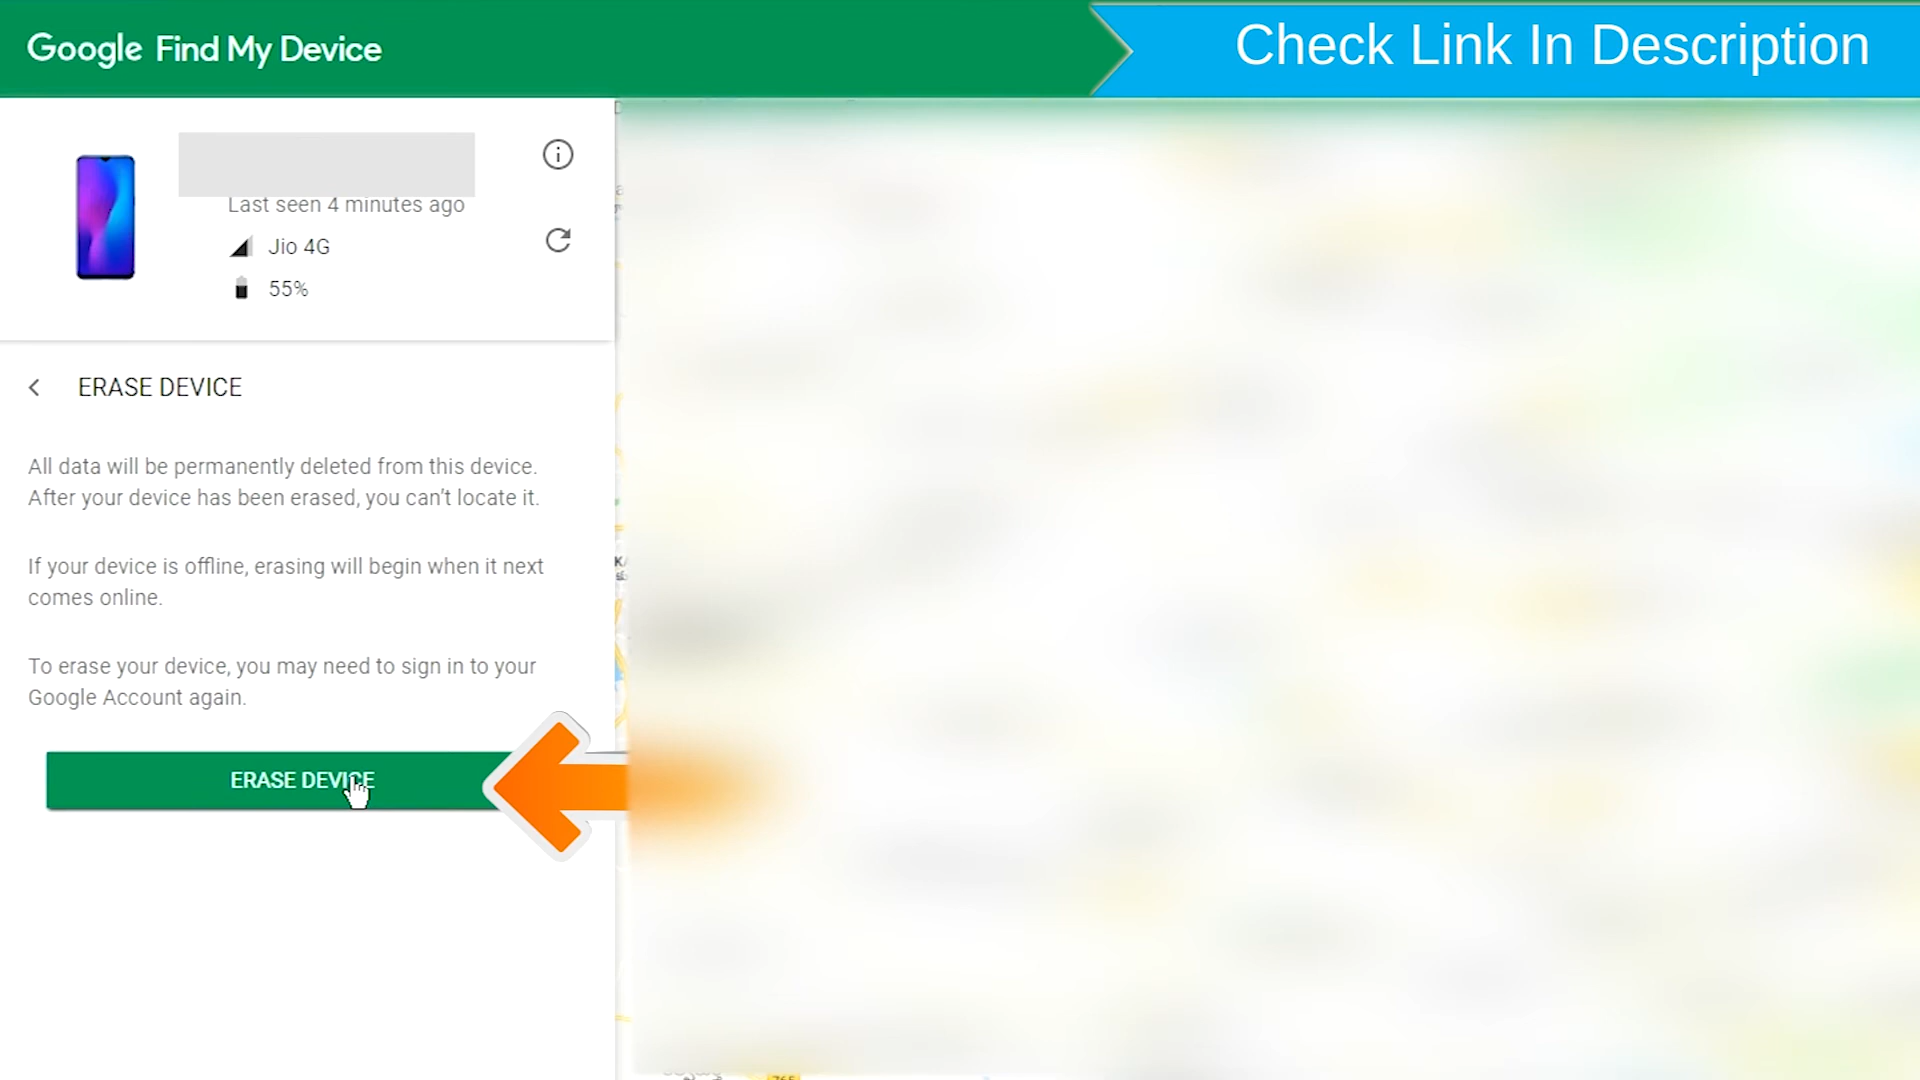 Google Find My Device
Check Link In Description
Last seen 4 minutes ago
Jio 4G
55%
ERASE DEVICE
All data will be permanently deleted from this device.
After your device has been erased, you can't locate it.
If your device is offline, erasing will begin when it next
comes online.
To erase your device, you may need to sign in to your
Google Account again.
ERASE DEVICE